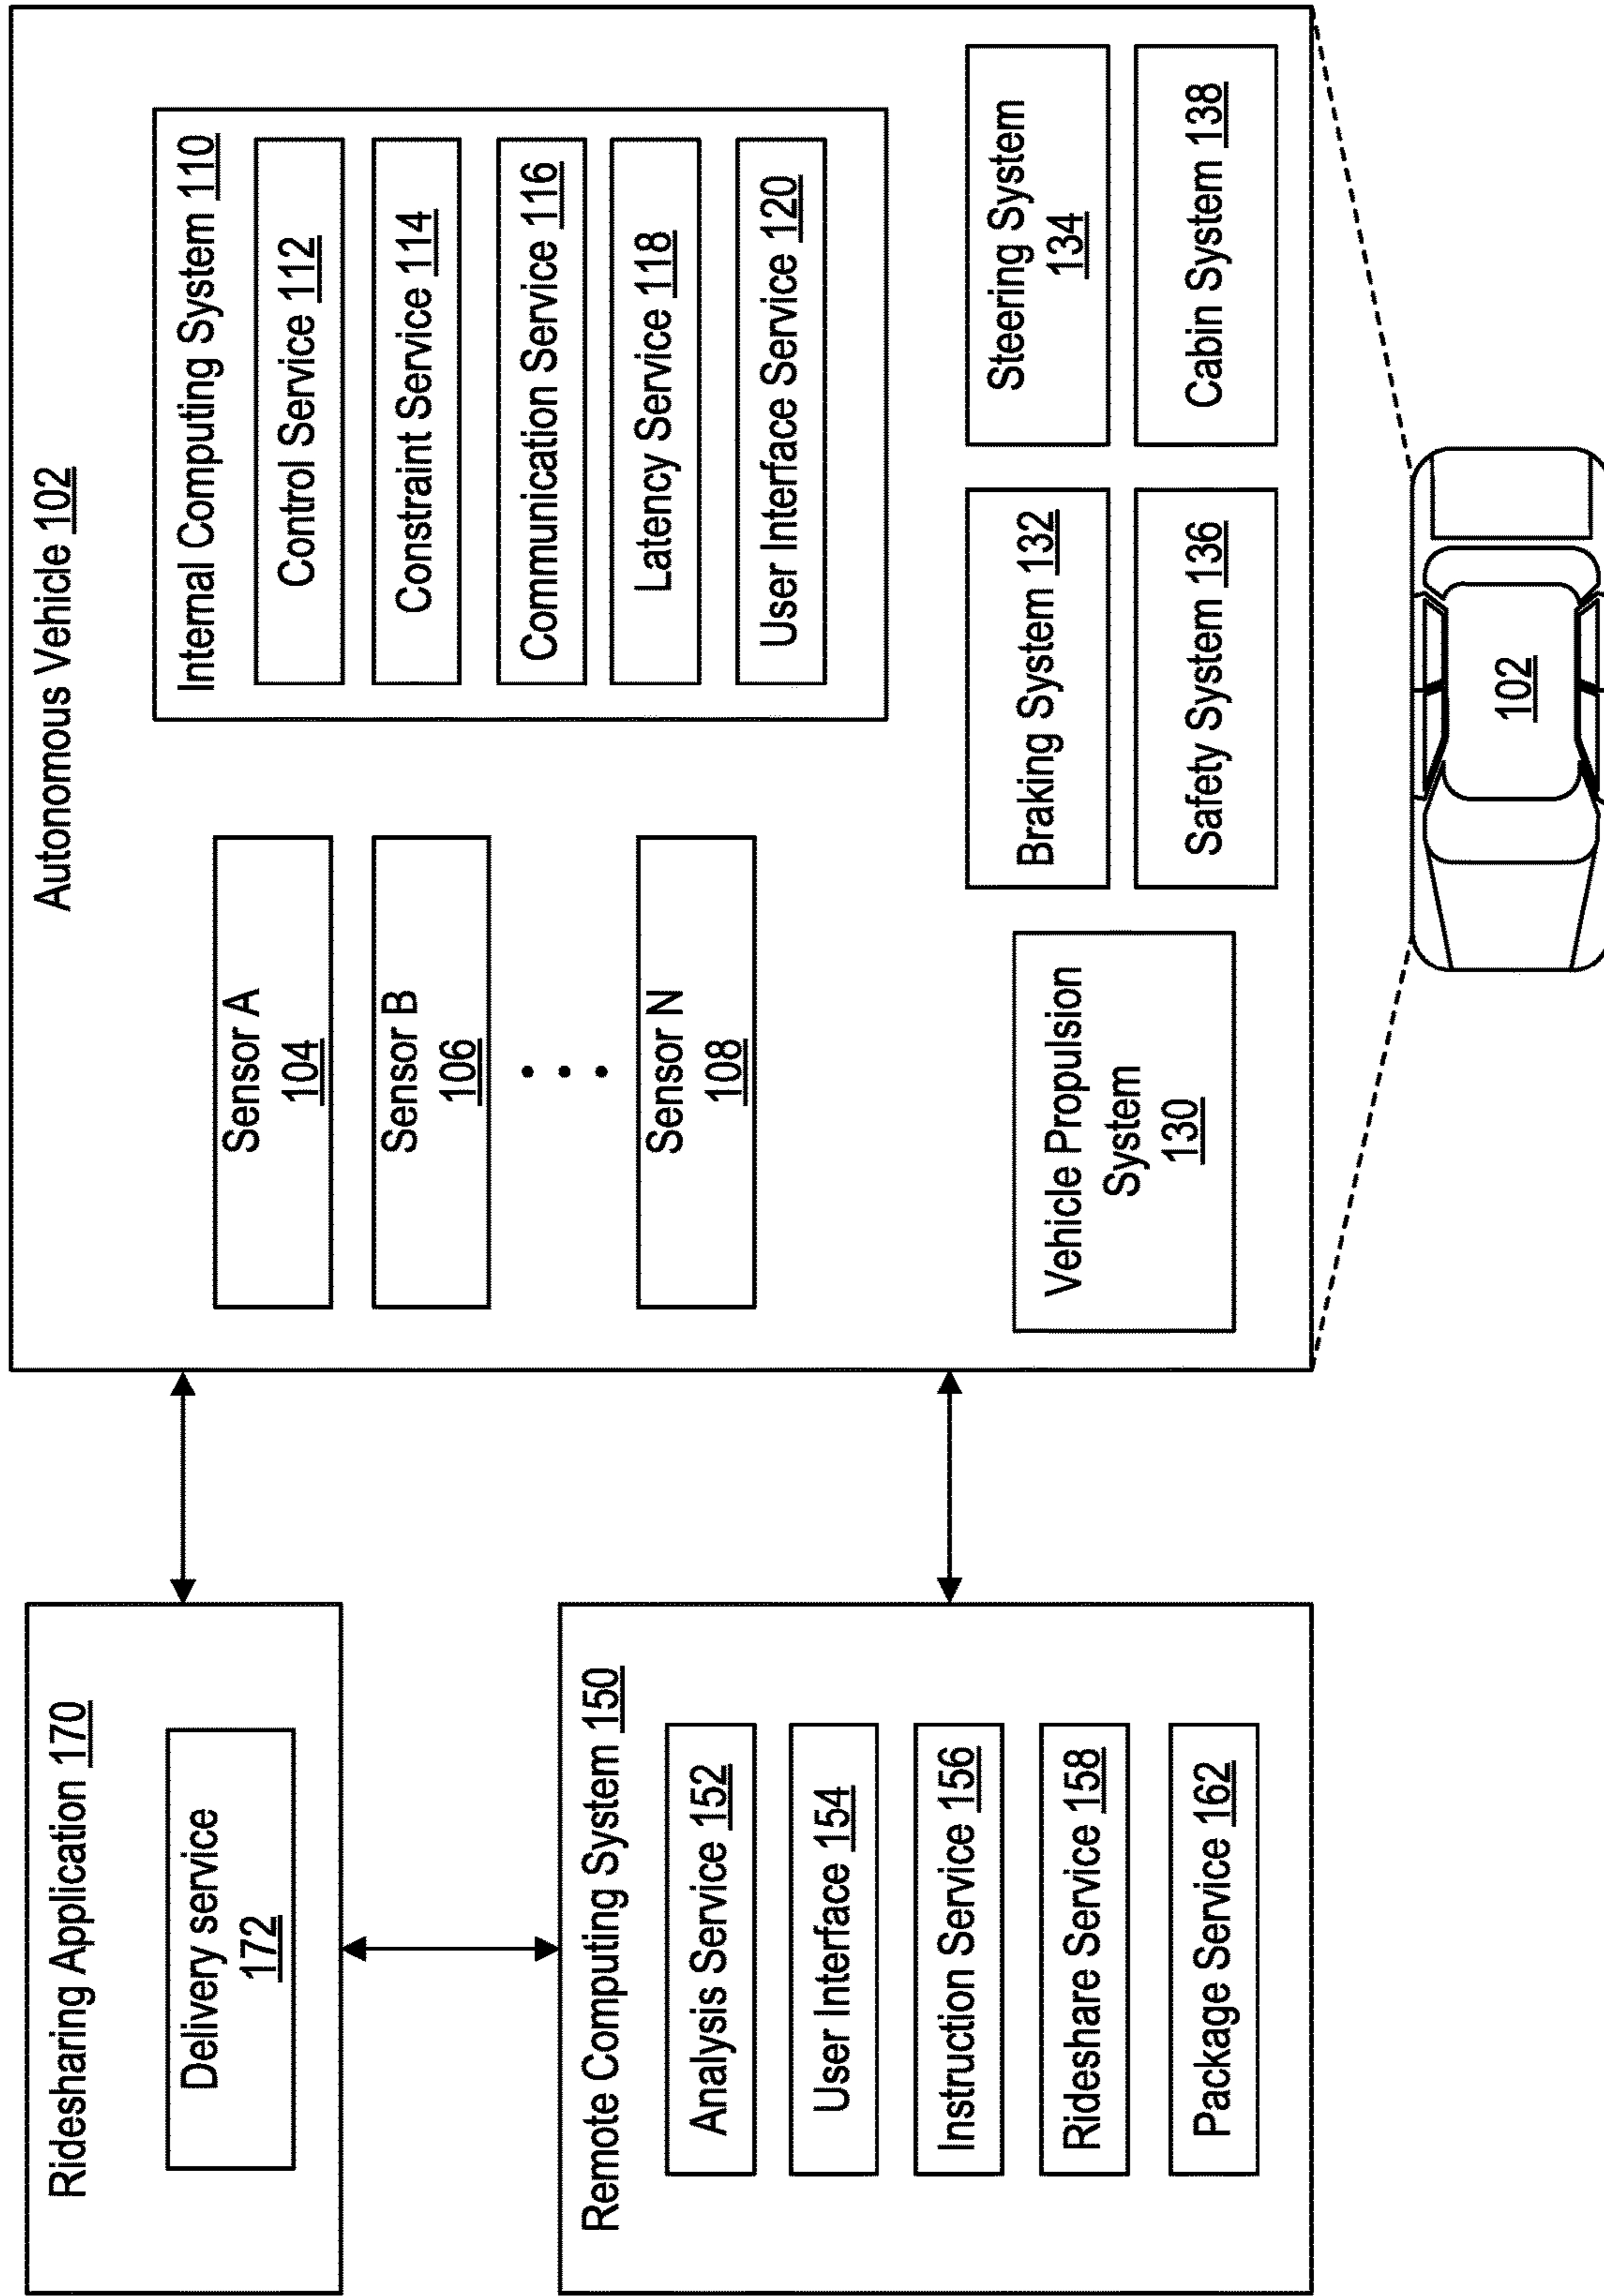 Ridesharing Application 170
Delivery service
172
Remote Computing System 150
Analysis Service 152
User Interface 154
Instruction Service 156
Rideshare Service 158
Package Service 162
Autonomous Vehicle 102
Sensor A
104
Sensor B
106
Sensor N
108
Internal Computing System 110
Control Service 112
Constraint Service 114
Communication Service 116
Latency Service 118
User Interface Service 120
Vehicle Propulsion
System
130
Braking System 132
Steering System
134
Safety System 136
Cabin System 138
102